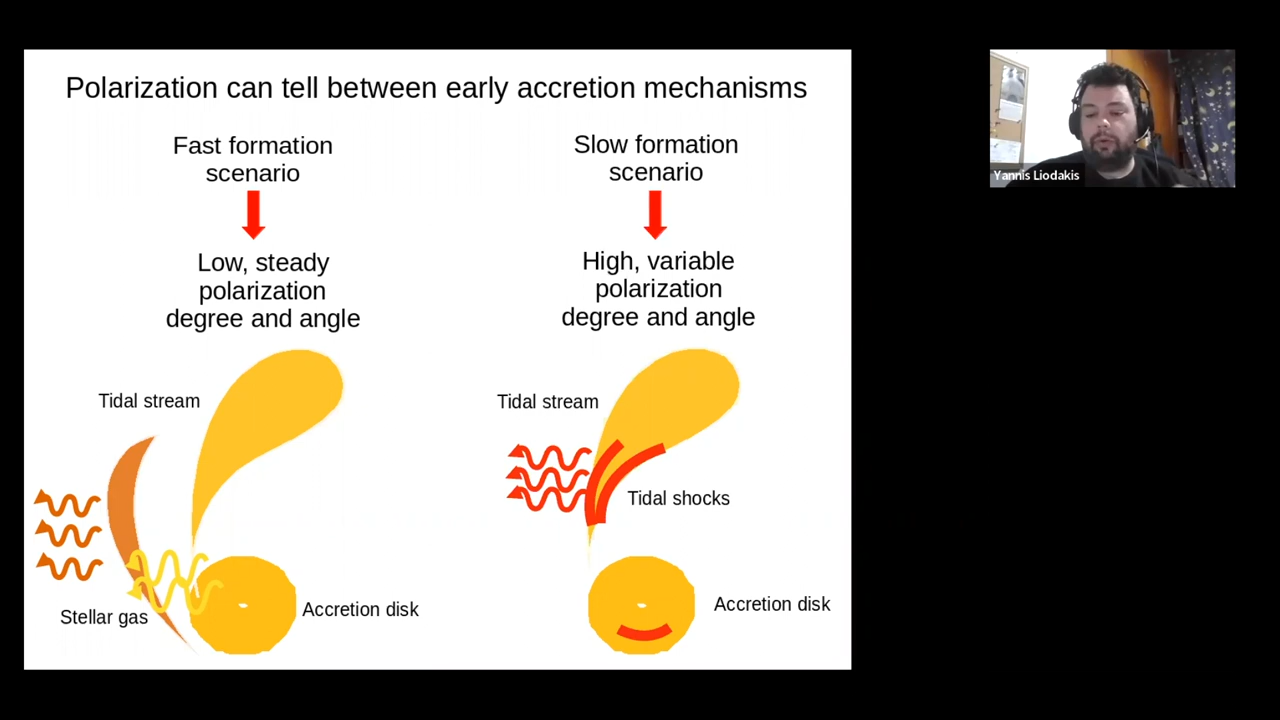 Polarization can tell between early accretion mechanisms
Fast formation
scenario
Low, steady
polarization
degree and angle
Tidal stream
Stellar gas
Accretion disk
Slow formation
scenario
High, variable
polarization
degree and angle
Tidal stream
Tidal shocks
Accretion disk
Yannis Liodakis